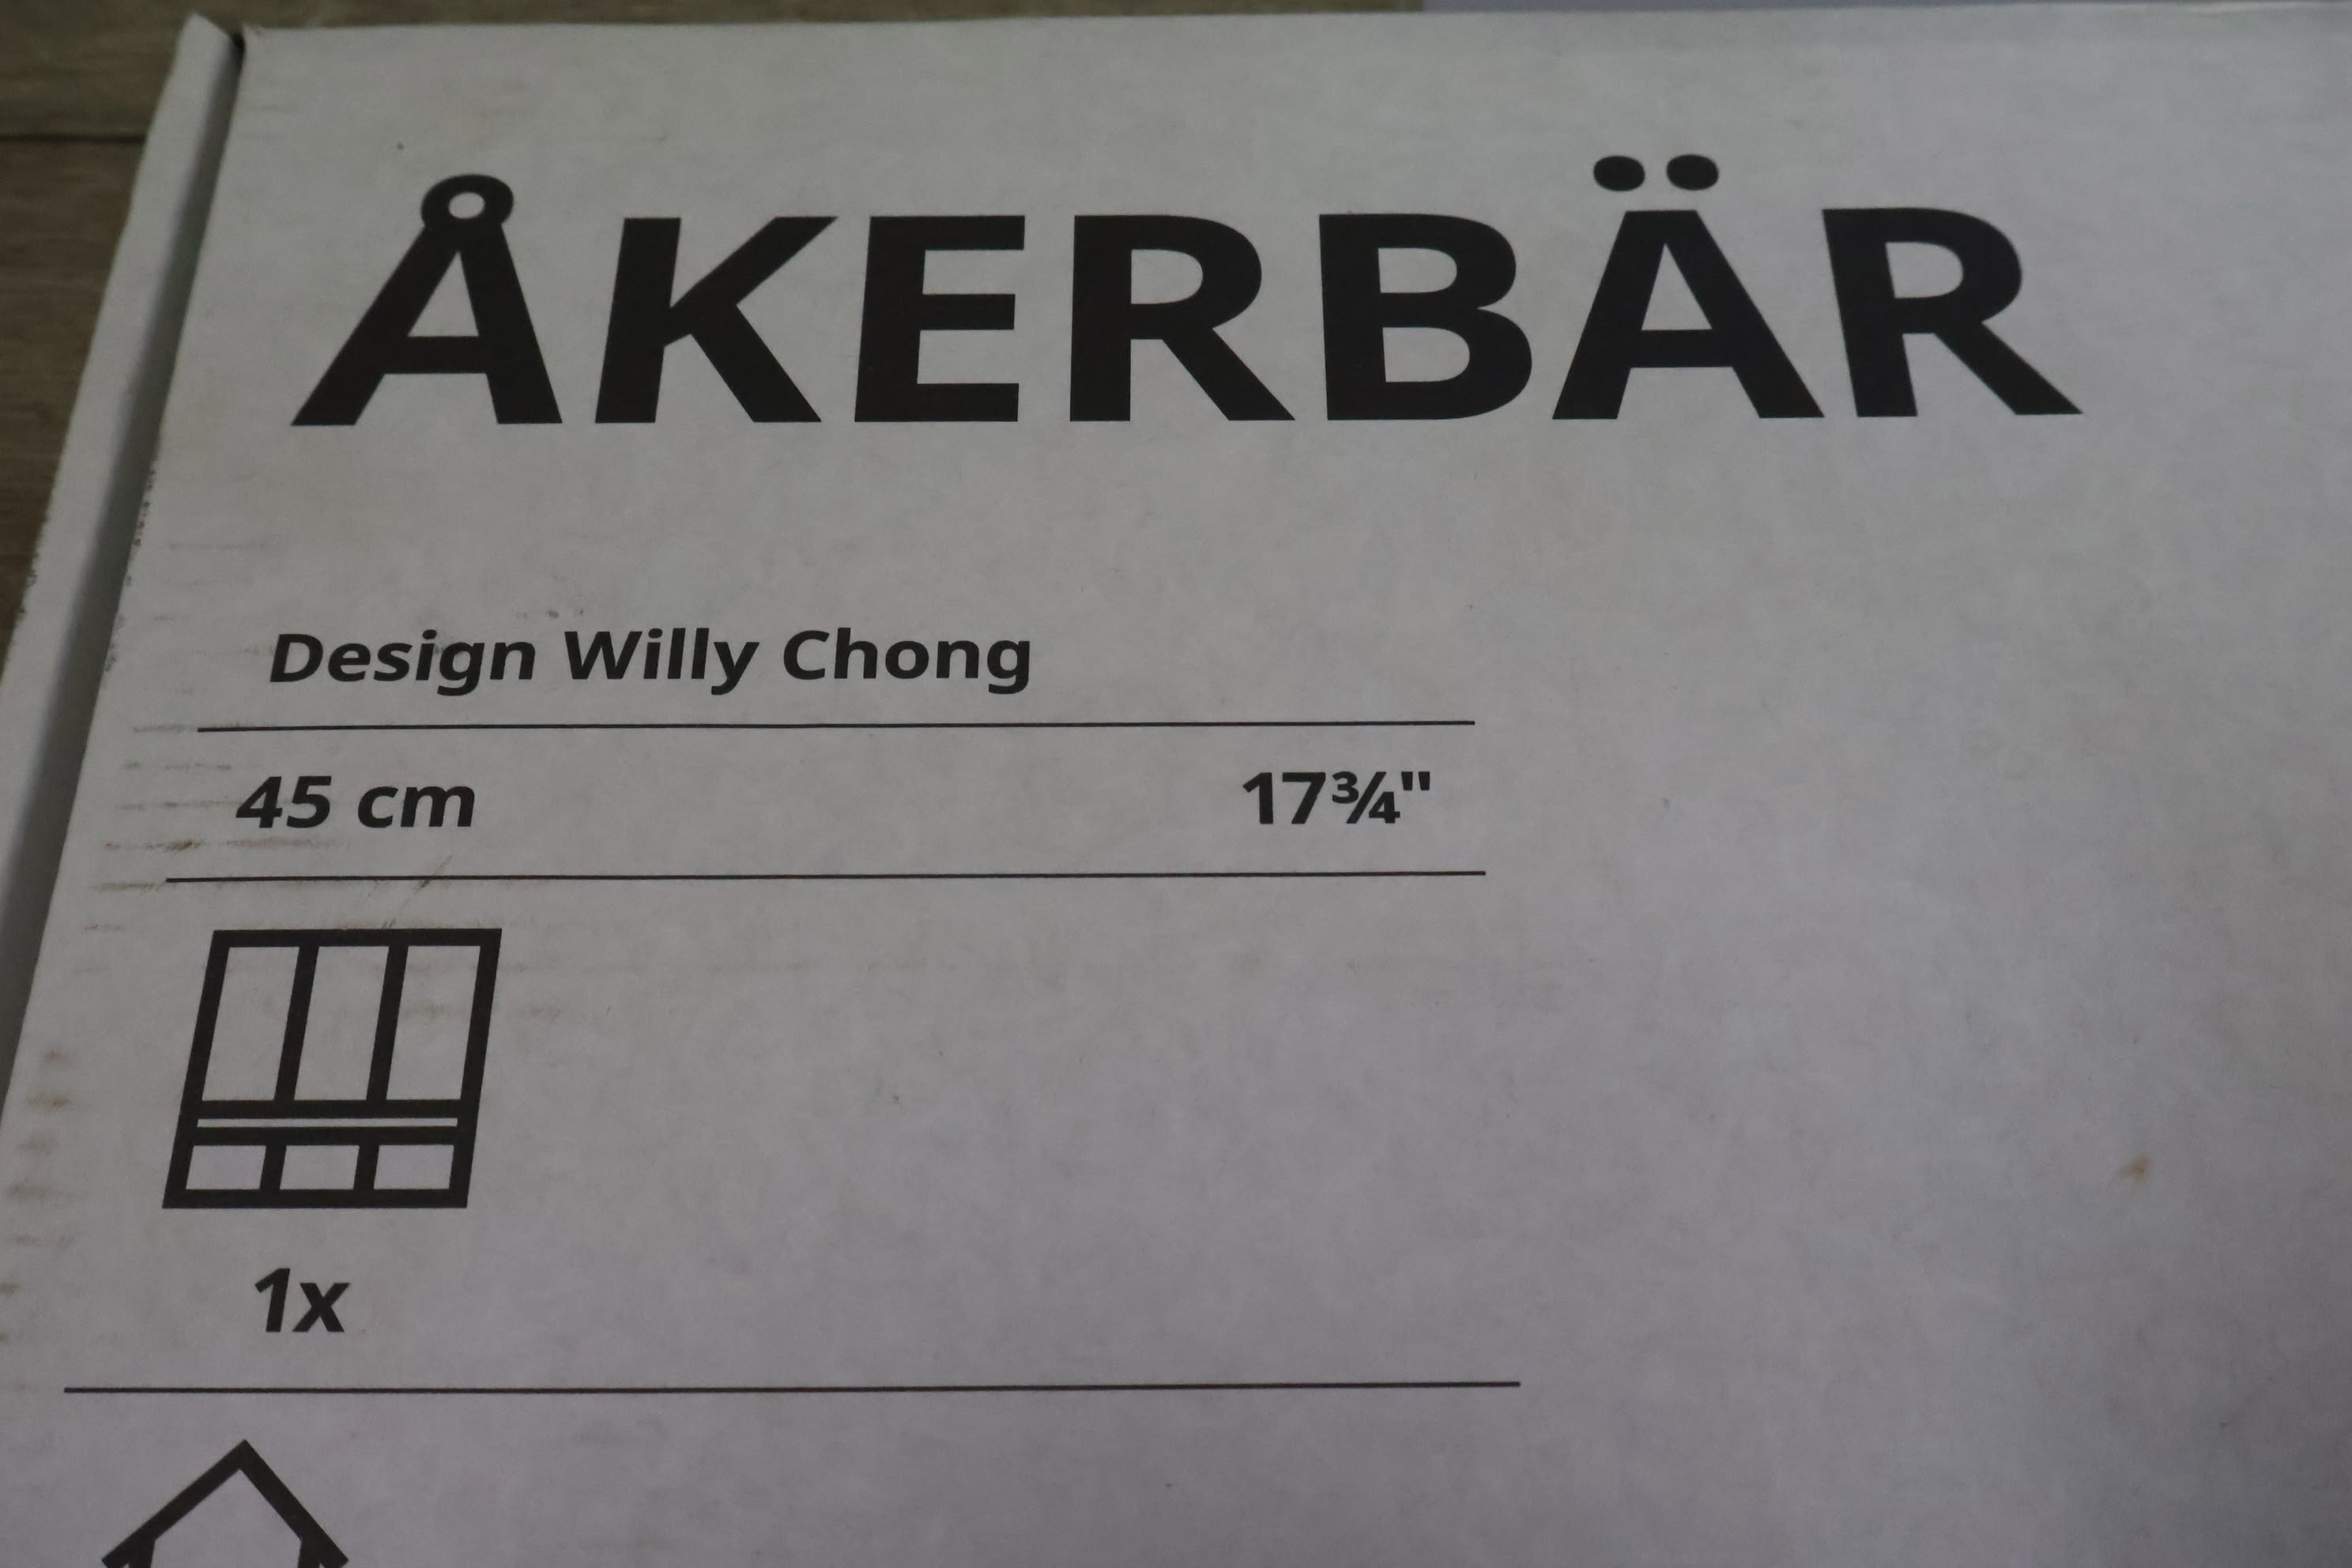 ÅKERBÄR
Design Willy Chong
45 cm 17¾"
1x